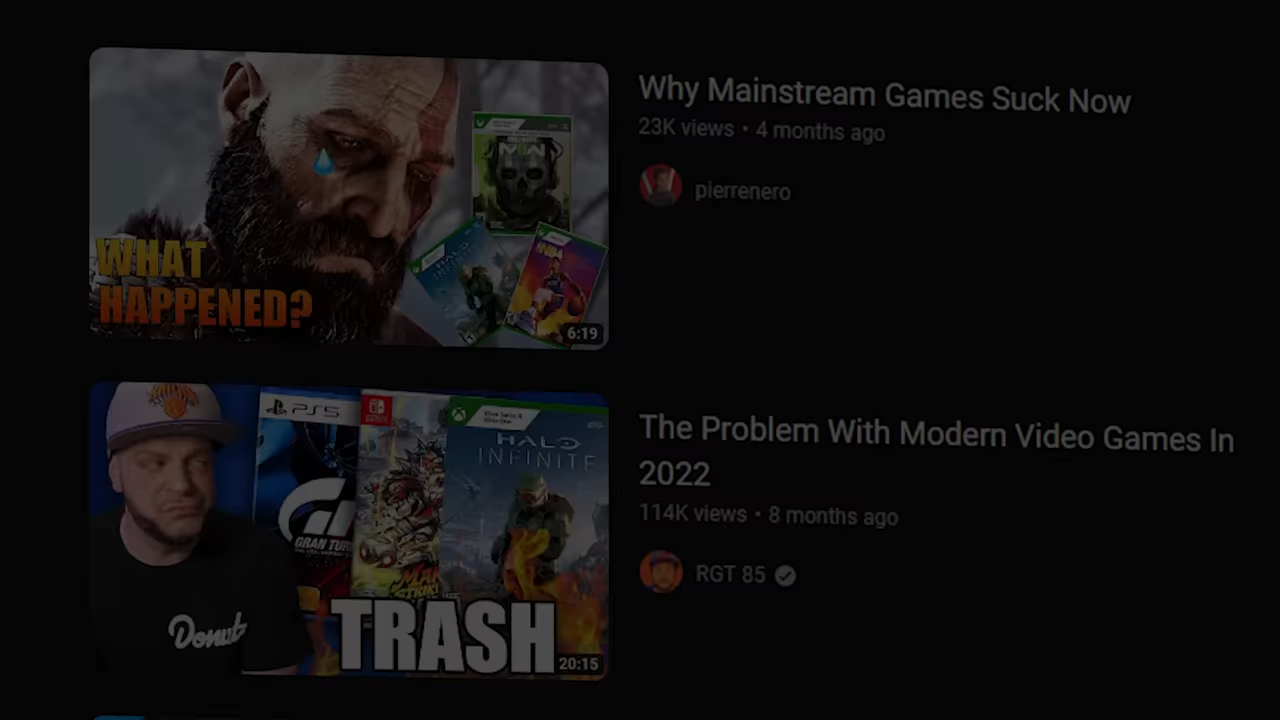 Why Mainstream Games Suck Now
23K views • 4 months ago
pierrenero
WHAT
HAPPENED?
HALO
6:19
The Problem With Modern Video Games In
2022
114K views • 8 months ago
RGT 85
PS5
HALO
INFINITE
GRAN TUR
Donut
TRASH
20:15